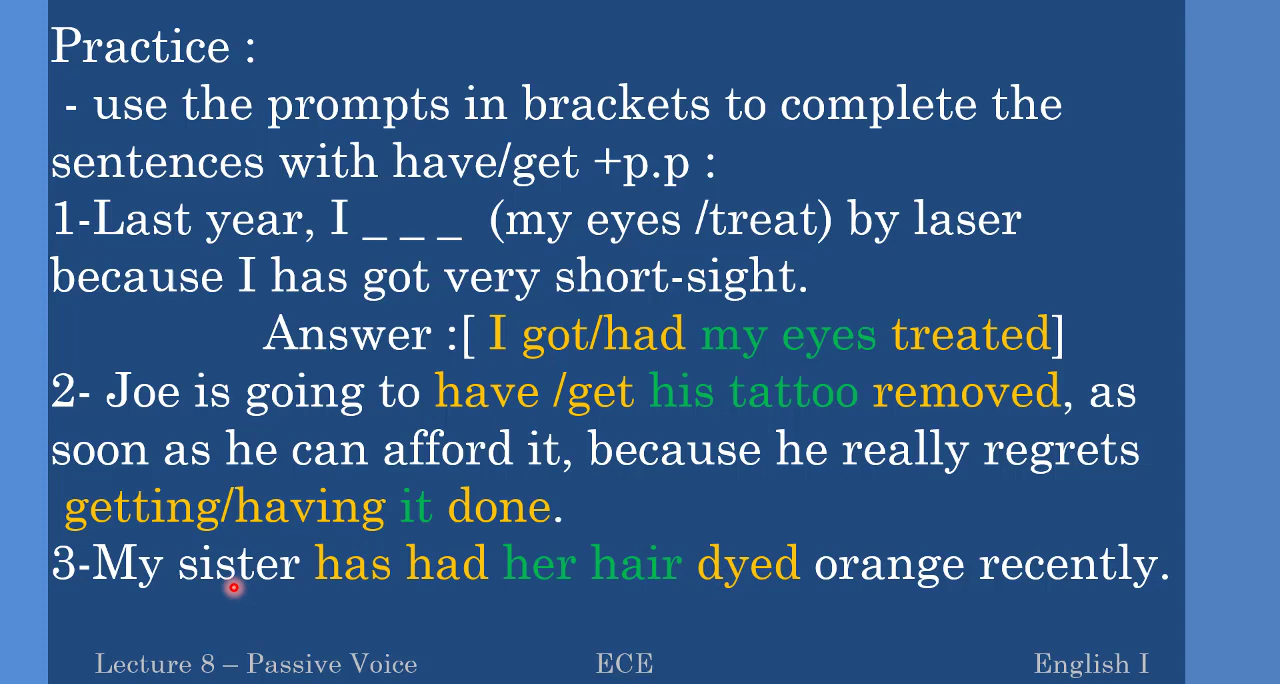 Practice :
- use the prompts in brackets to complete the
sentences with have/get +p.p :
1-Last year, I _ _ _ (my eyes /treat) by laser
because I has got very short-sight.
Answer :[ I got/had my eyes treated]
2- Joe is going to have /get his tattoo removed, as
soon as he can afford it, because he really regrets
getting/having it done.
3-My sister has had her hair dyed orange recently.
Lecture 8 – Passive Voice ECE English I